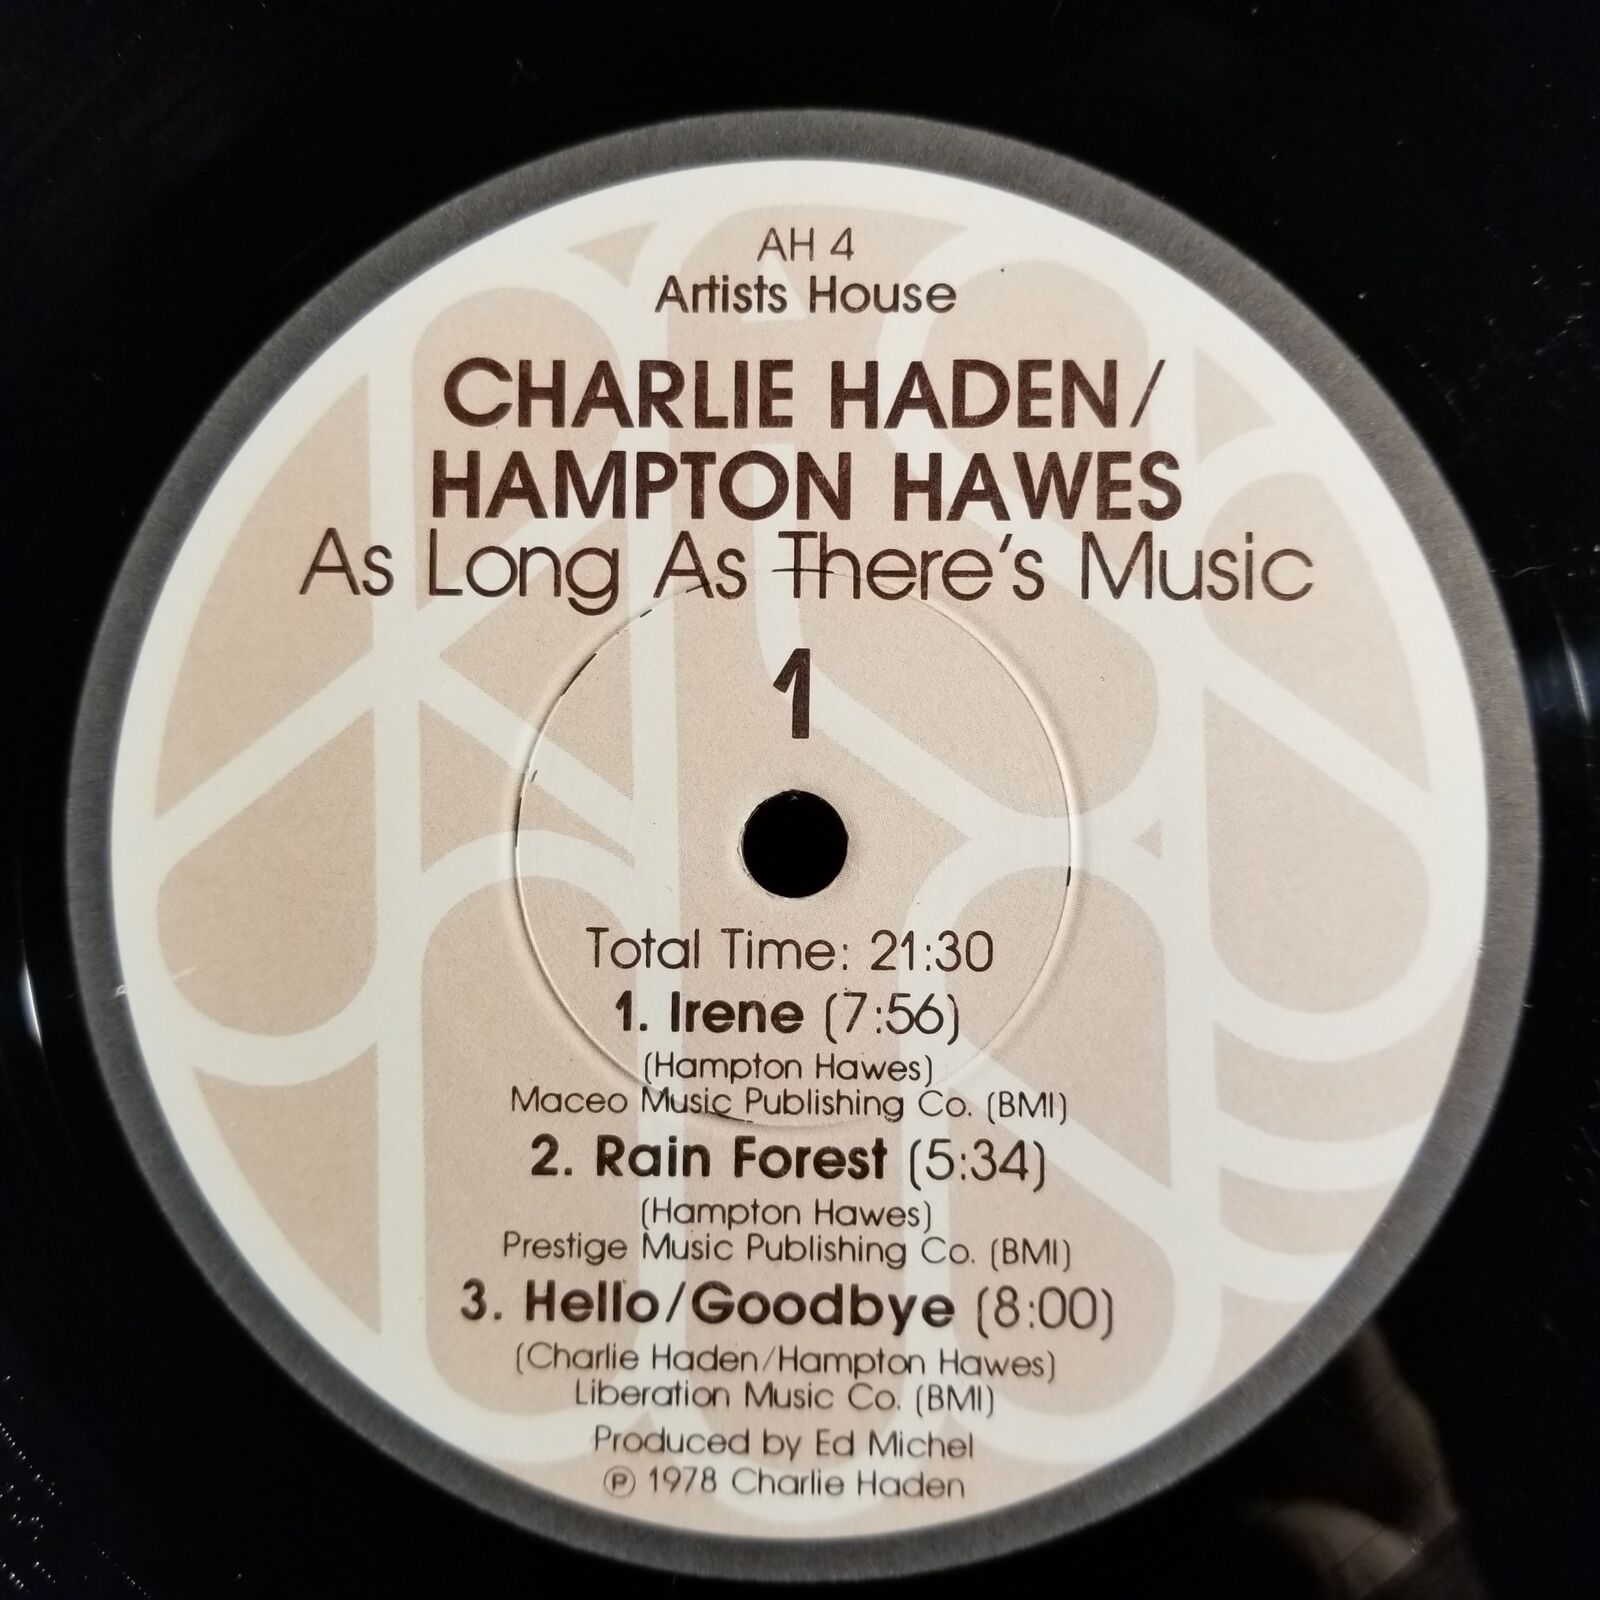 AH 4
Artists House
CHARLIE HADEN/
HAMPTON HAWES
As Long As There's Music
1
Total Time: 21:30
1. Irene (7:56)
(Hampton Hawes)
Maceo Music Publishing Co. (BMI)
2. Rain Forest (5:34)
(Hampton Hawes)
Prestige Music Publishing Co. (BMI)
3. Hello/Goodbye (8:00)
(Charlie Haden/Hampton Hawes)
Liberation Music Co. (BMI)
Produced by Ed Michel
℗ 1978 Charlie Haden